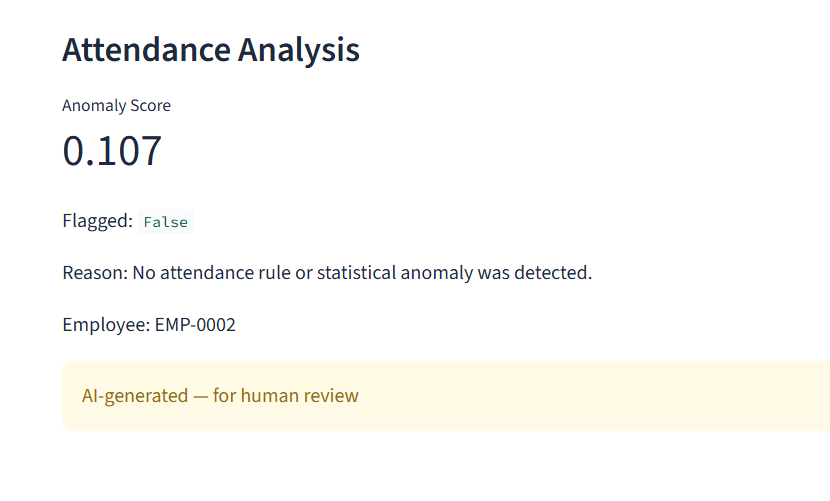 Attendance Analysis
Anomaly Score
0.107
Flagged: False
Reason: No attendance rule or statistical anomaly was detected.
Employee: EMP-0002
AI-generated — for human review